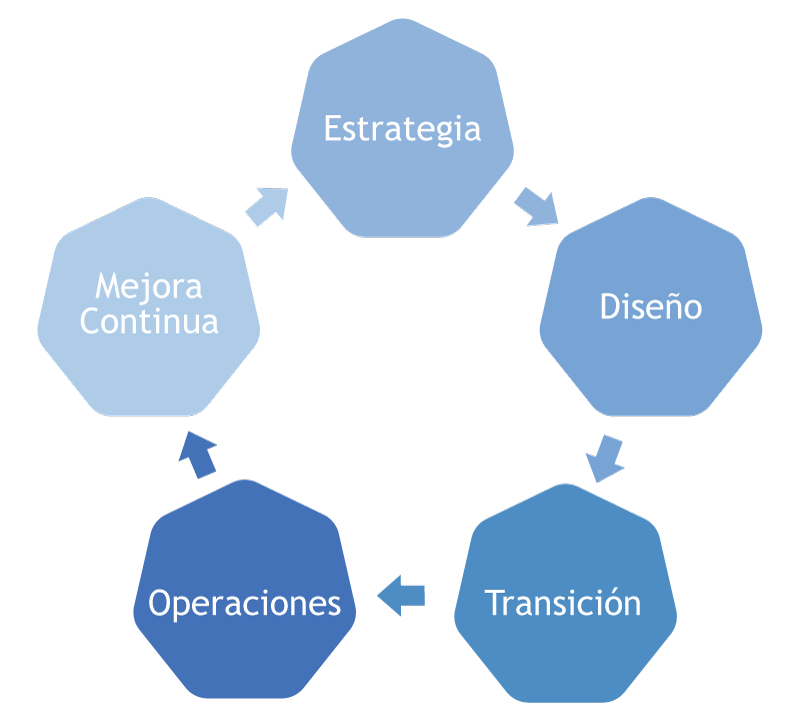 Estrategia
Diseño
Transición
Operaciones
Mejora
Continua